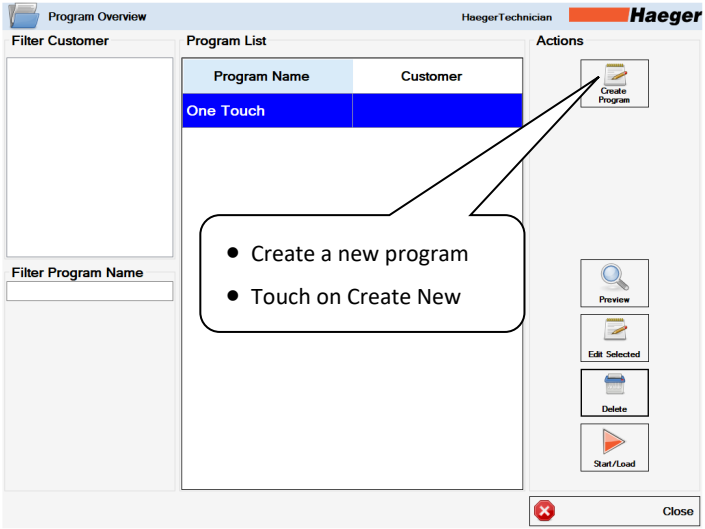 Program Overview
HaegerTechnician
Haeger
Filter Customer
Program List
Actions
Program Name
Customer
Create
Program
One Touch
• Create a new program
• Touch on Create New
Filter Program Name
Preview
Edit Selected
Delete
Start/Load
Close